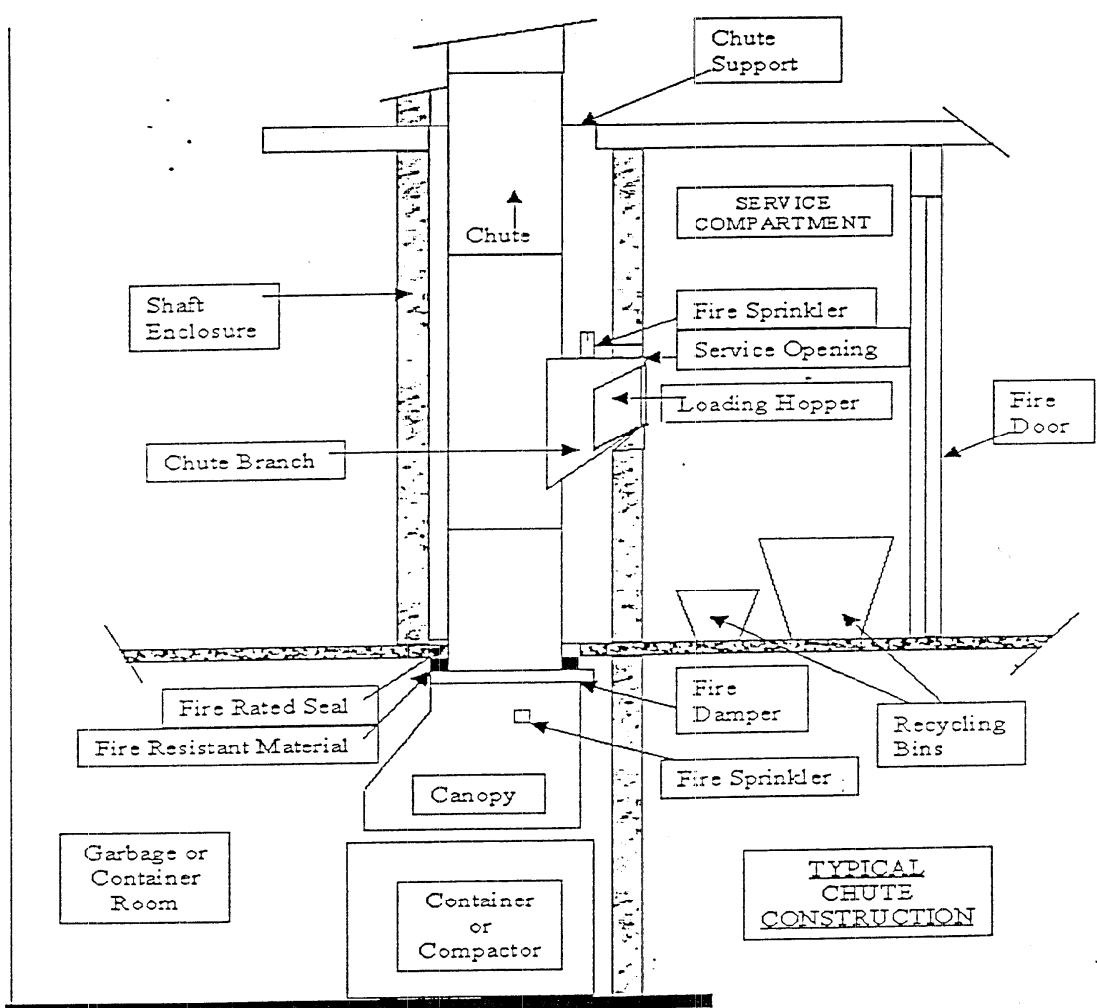 Chute
Support
SERVICE
COMPARTMENT
Chute
Shaft
Enclosure
Fire Sprinkler
Service Opening
Loading Hopper
Fire
Door
Chute Branch
Fire Rated Seal
Fire
Damper
Recycling
Bins
Fire Resistant Material
Fire Sprinkler
Canopy
Garbage or
Container
Room
Container
or
Compactor
TYPICAL
CHUTE
CONSTRUCTION